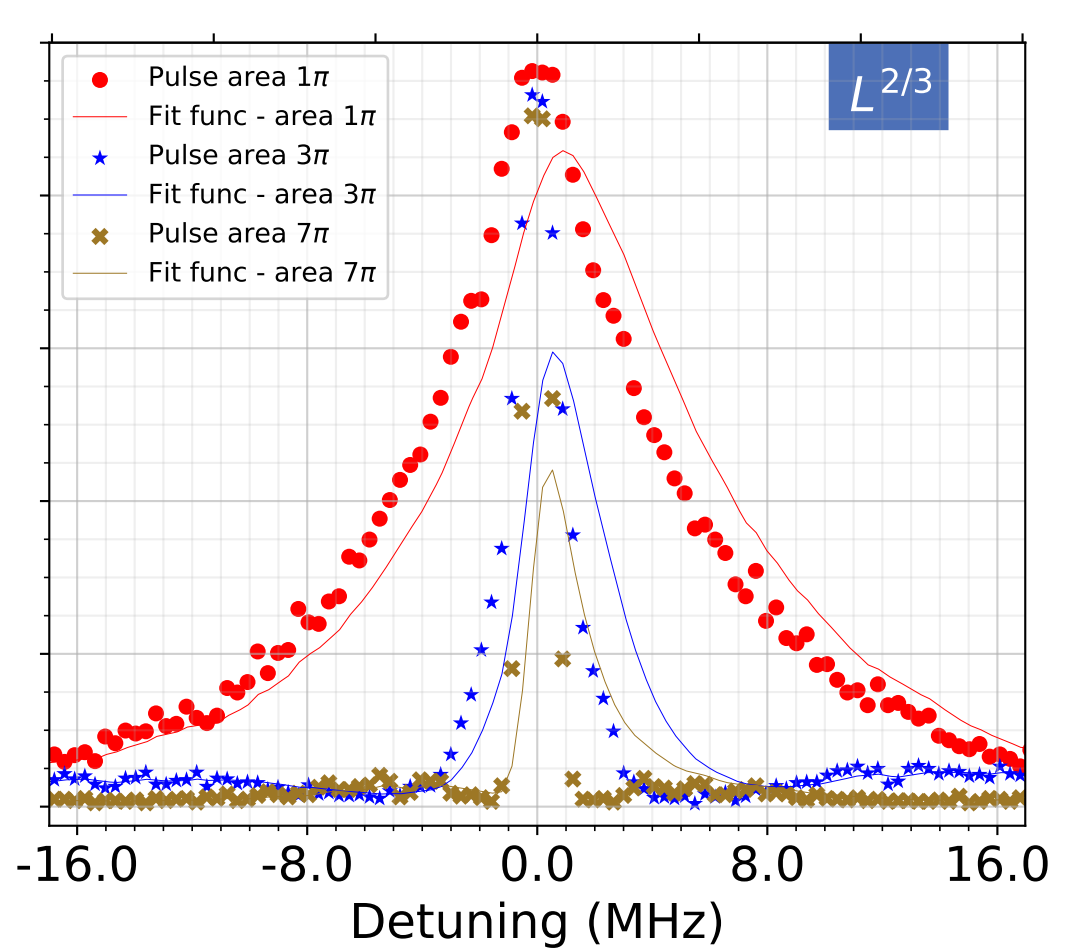 Pulse area 1π
Fit func - area 1π
Pulse area 3π
Fit func - area 3π
Pulse area 7π
Fit func - area 7π
L^2/3
-16.0 -8.0 0.0 8.0 16.0
Detuning (MHz)